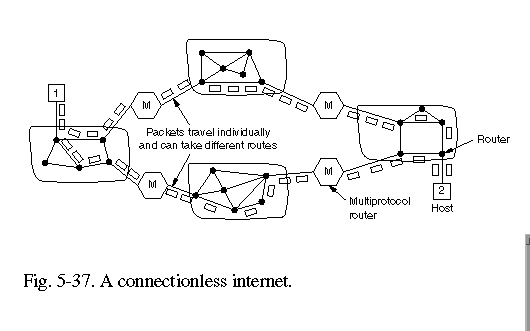 M
M
1
Packets travel individually
and can take different routes
Router
M
M
2
Multiprotocol
router
Host
Fig. 5-37. A connectionless internet.